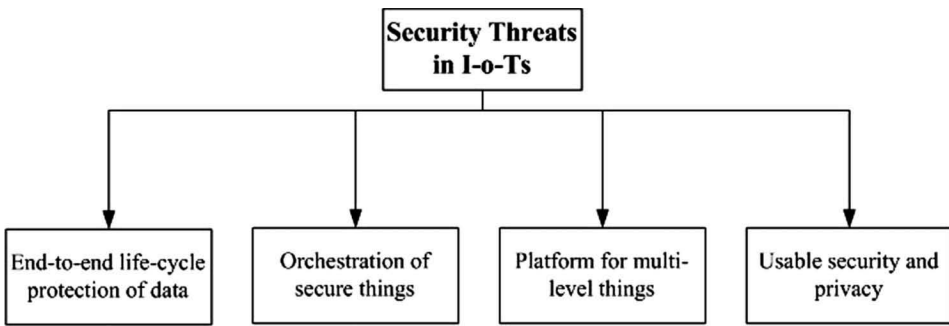 Security Threats
in I-o-Ts
End-to-end life-cycle
protection of data
Orchestration of
secure things
Platform for multi-
level things
Usable security and
privacy